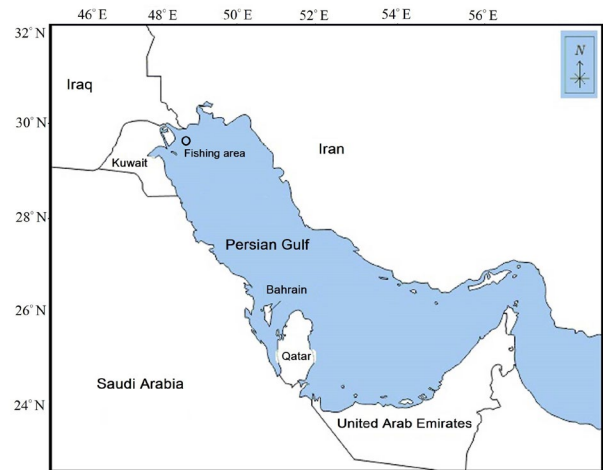 46°E 48°E 50°E 52°E 54°E 56°E
32°N
N
Iraq
30°N
Iran
Fishing area
Kuwait
28°N
Persian Gulf
Bahrain
26°N
Qatar
Saudi Arabia
24°N
United Arab Emirates